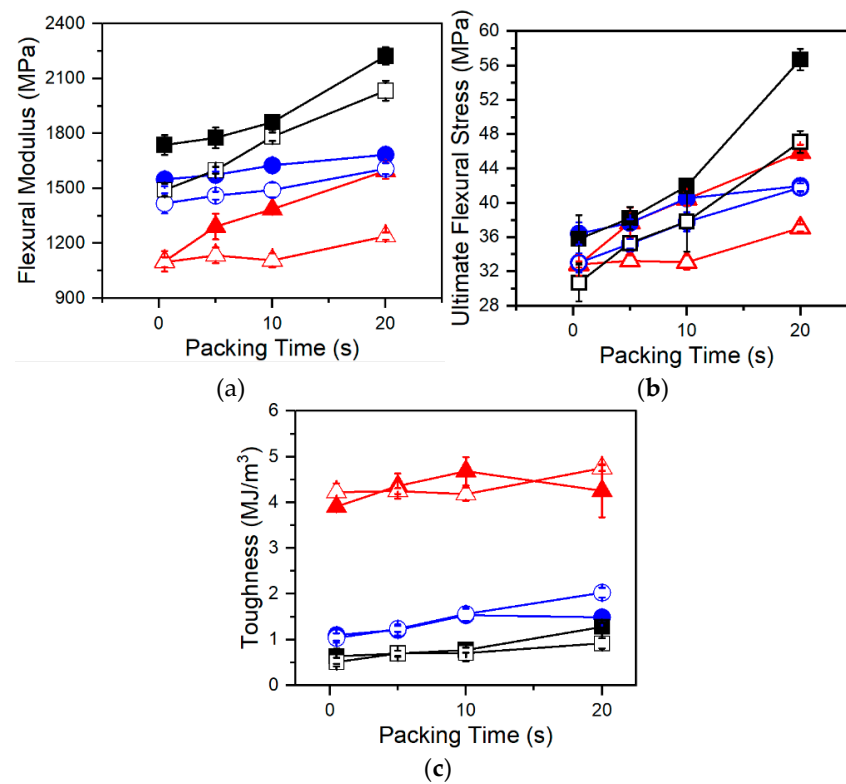 2400
2100
1800
1500
1200
900
Flexural Modulus (MPa)
0 10 20
Packing Time (s)
(a)
60
56
52
48
44
40
36
32
28
Ultimate Flexural Stress (MPa)
0 10 20
Packing Time (s)
(b)
6
5
4
3
2
1
0
Toughness (MJ/m³)
0 10 20
Packing Time (s)
(c)